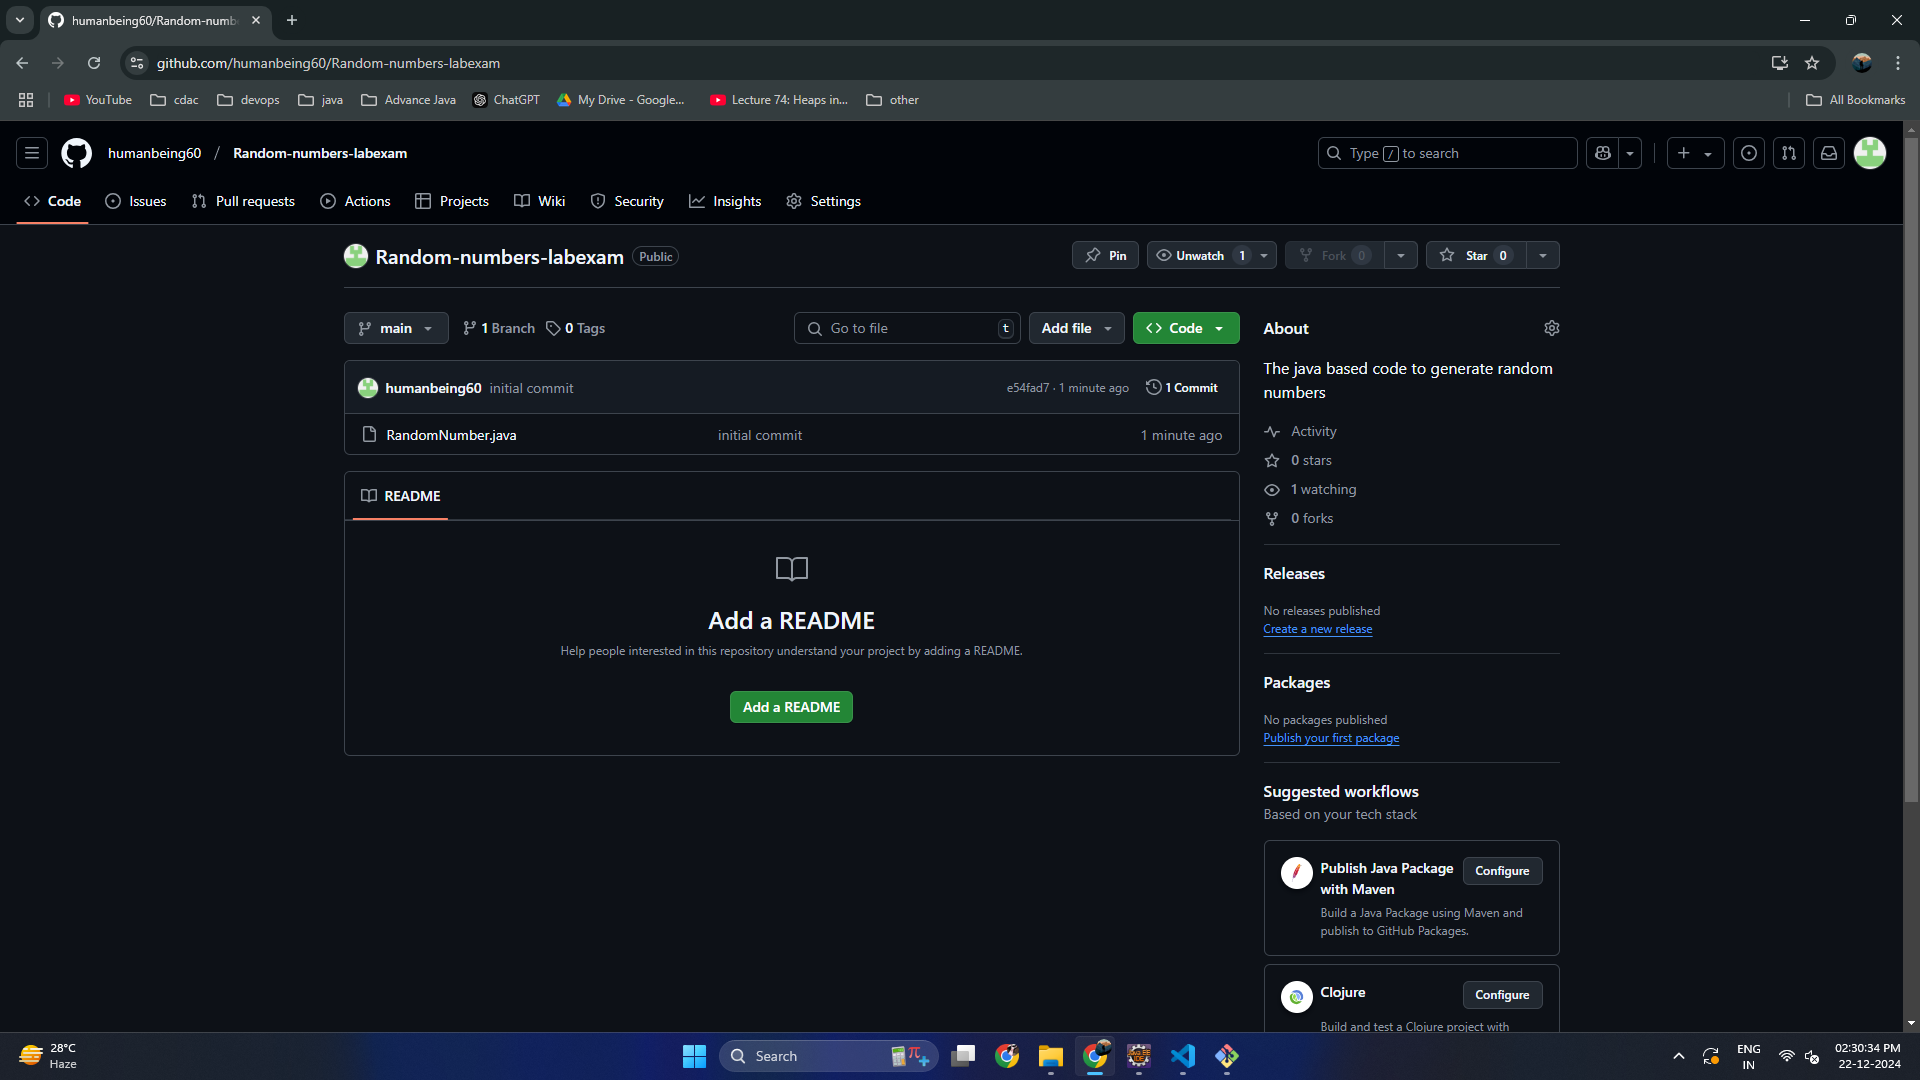 humanbeing60/Random-numb
github.com/humanbeing60/Random-numbers-labexam
YouTube cdac devops java Advance Java ChatGPT My Drive - Google... Lecture 74: Heaps in... other All Bookmarks
humanbeing60 / Random-numbers-labexam Type / to search
Code Issues Pull requests Actions Projects Wiki Security Insights Settings
Random-numbers-labexam Public Pin Unwatch 1 Fork 0 Star 0
main 1 Branch 0 Tags Go to file t Add file Code
humanbeing60 initial commit e54fad7 · 1 minute ago 1 Commit
RandomNumber.java initial commit 1 minute ago
README
Add a README
Help people interested in this repository understand your project by adding a README.
Add a README
About
The java based code to generate random
numbers
Activity
0 stars
1 watching
0 forks
Releases
No releases published
Create a new release
Packages
No packages published
Publish your first package
Suggested workflows
Based on your tech stack
Publish Java Package
with Maven
Configure
Build a Java Package using Maven and
publish to GitHub Packages.
Clojure
Configure
Build and test a Clojure project with
28°C
Haze
Search
ENG
IN
02:30:34 PM
22-12-2024